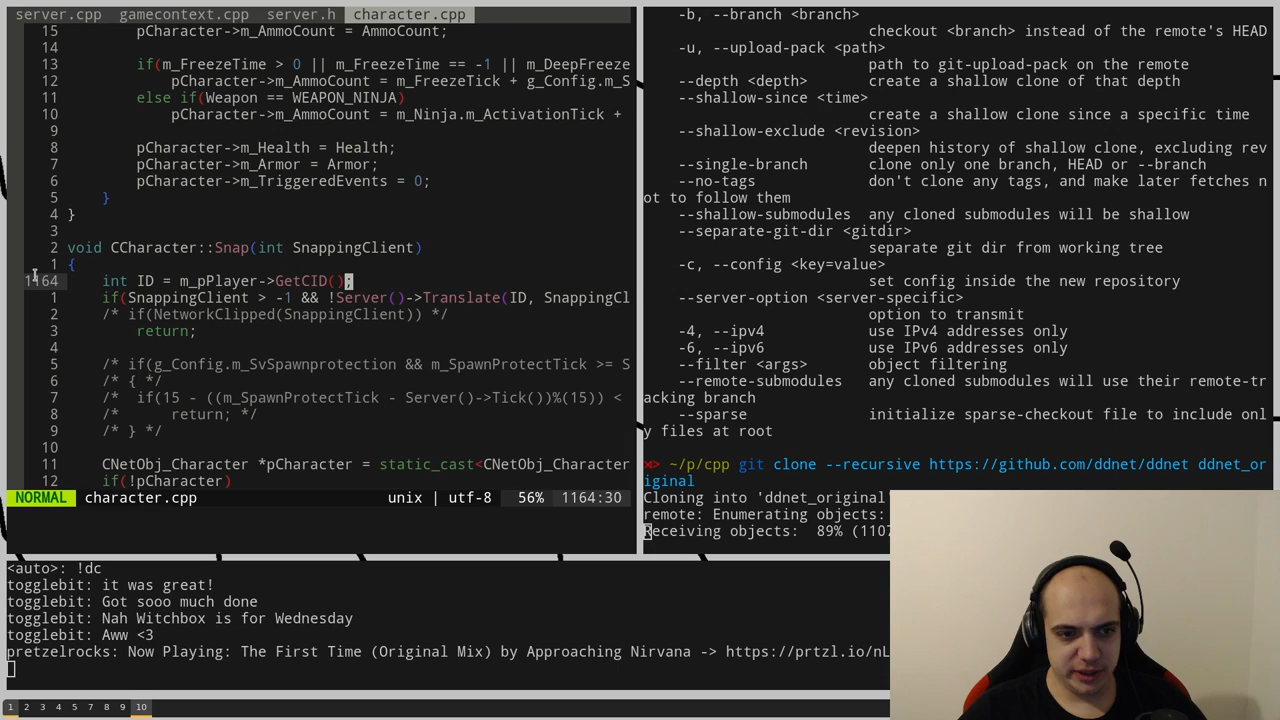 server.cpp gamecontext.cpp server.h character.cpp
15 pCharacter->m_AmmoCount = AmmoCount;
14
13 if(m_FreezeTime > 0 || m_FreezeTime == -1 || m_DeepFreeze
12 pCharacter->m_AmmoCount = m_FreezeTick + g_Config.m_S
11 else if(Weapon == WEAPON_NINJA)
10 pCharacter->m_AmmoCount = m_Ninja.m_ActivationTick +
9
8 pCharacter->m_Health = Health;
7 pCharacter->m_Armor = Armor;
6 pCharacter->m_TriggeredEvents = 0;
5 }
4 }
3
2 void CCharacter::Snap(int SnappingClient)
1 {
1164 int ID = m_pPlayer->GetCID();
1 if(SnappingClient > -1 && !Server()->Translate(ID, SnappingCl
2 /* if(NetworkClipped(SnappingClient)) */
3 return;
4
5 /* if(g_Config.m_SvSpawnprotection && m_SpawnProtectTick >= S
6 /* { */
7 /* if(15 - ((m_SpawnProtectTick - Server()->Tick())%(15)) <
8 /* return; */
9 /* } */
10
11 CNetObj_Character *pCharacter = static_cast<CNetObj_Character
12 if(!pCharacter)
NORMAL character.cpp unix | utf-8 56% 1164:30
-b, --branch <branch>
checkout <branch> instead of the remote's HEAD
-u, --upload-pack <path>
path to git-upload-pack on the remote
--depth <depth> create a shallow clone of that depth
--shallow-since <time>
create a shallow clone since a specific time
--shallow-exclude <revision>
deepen history of shallow clone, excluding rev
--single-branch clone only one branch, HEAD or --branch
--no-tags don't clone any tags, and make later fetches n
ot to follow them
--shallow-submodules any cloned submodules will be shallow
--separate-git-dir <gitdir>
separate git dir from working tree
-c, --config <key=value>
set config inside the new repository
--server-option <server-specific>
option to transmit
-4, --ipv4 use IPv4 addresses only
-6, --ipv6 use IPv6 addresses only
--filter <args> object filtering
--remote-submodules any cloned submodules will use their remote-tr
acking branch
--sparse initialize sparse-checkout file to include onl
y files at root
×> ~/p/cpp git clone --recursive https://github.com/ddnet/ddnet ddnet_or
iginal
Cloning into 'ddnet_original'
remote: Enumerating objects:
Receiving objects: 89% (1107
<auto>: !dc
togglebit: it was great!
togglebit: Got sooo much done
togglebit: Nah Witchbox is for Wednesday
togglebit: Aww <3
pretzelrocks: Now Playing: The First Time (Original Mix) by Approaching Nirvana -> https://prtzl.io/nL
1 2 3 4 5 6 7 8 9 10